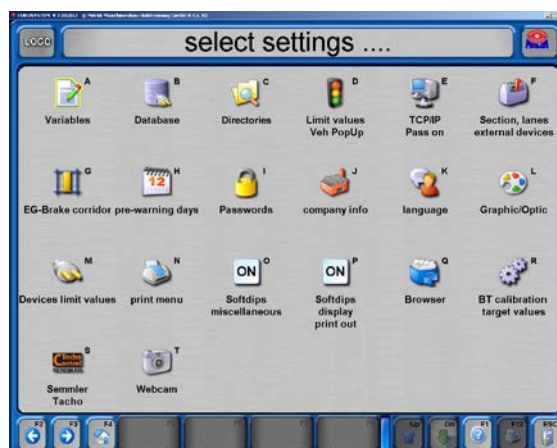 LOGO
select settings ....
A
B
C
D
E
F
Variables
Database
Directories
Limit values
Veh PopUp
TCP/IP
Pass on
Section, lanes
external devices
G
H
I
J
K
L
12
EG-Brake corridor
pre-warning days
Passwords
company info
language
Graphic/Optic
M
N
O
P
Q
R
ON
ON
Devices limit values
print menu
Softdips
miscellaneous
Softdips
display
print out
Browser
BT calibration
target values
S
T
Semmler
Tacho
Webcam
F2
F3
F4
Up
Dn
F1
F12
ESC